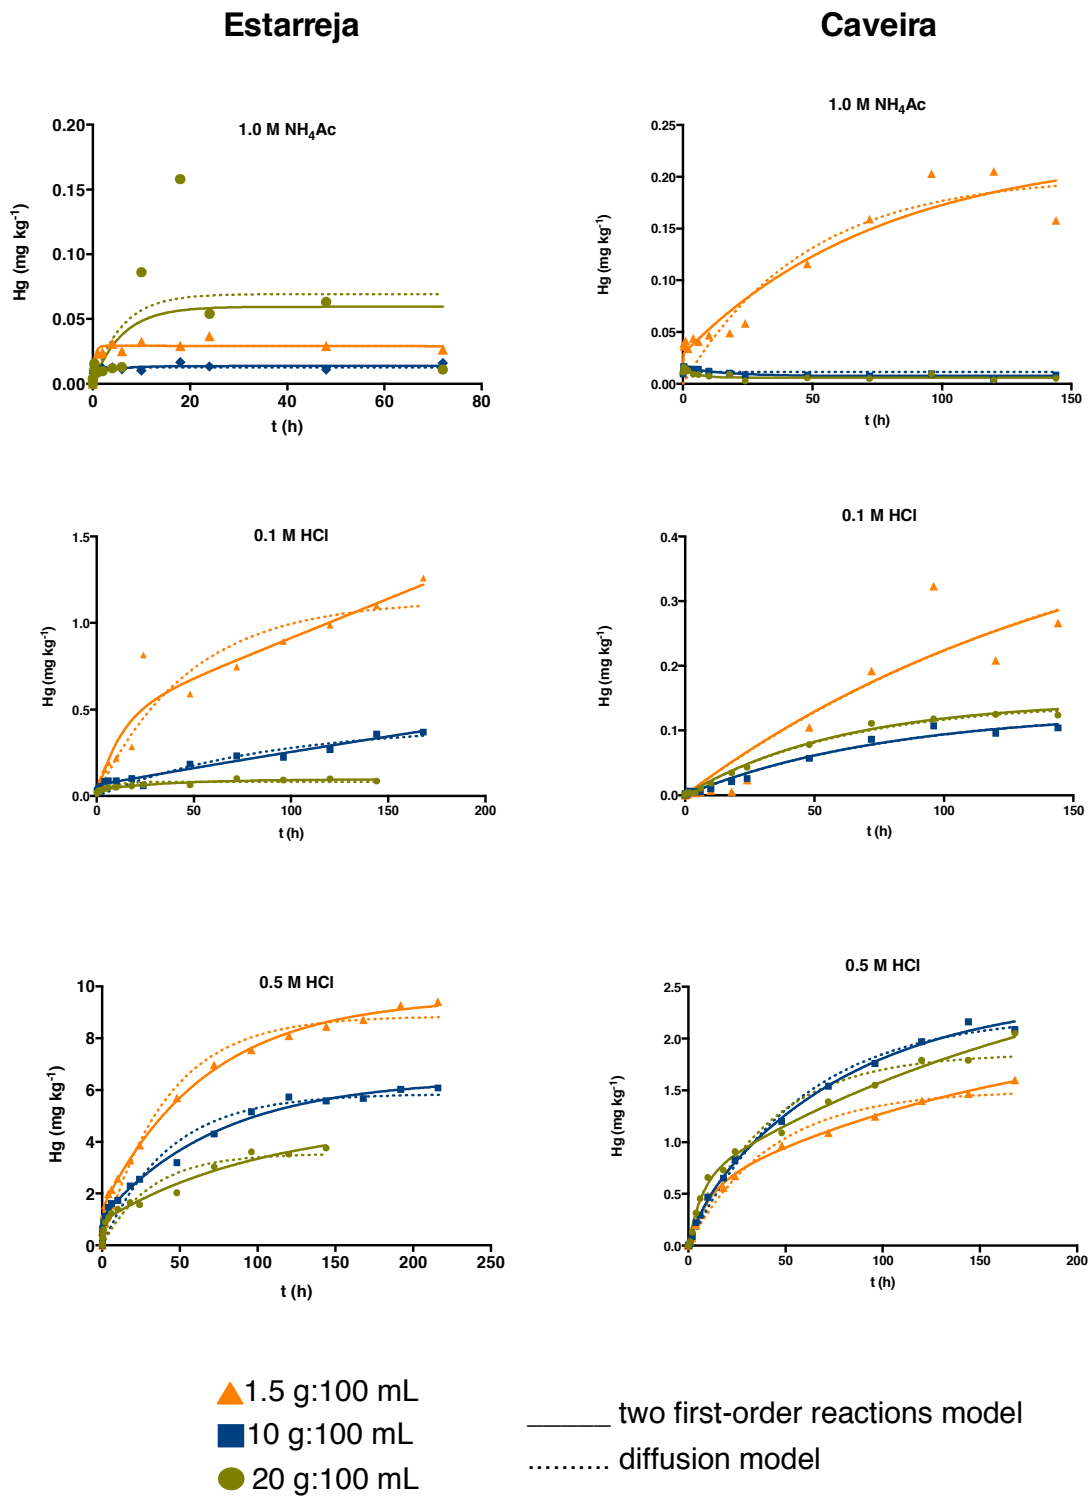 Estarreja
Caveira
1.0 M NH₄Ac
Hg (mg kg⁻¹)
0.20
0.15
0.10
0.05
0.00
0 20 40 60 80
t (h)
1.0 M NH₄Ac
Hg (mg kg⁻¹)
0.25
0.20
0.15
0.10
0.05
0.00
0 50 100 150
t (h)
0.1 M HCl
Hg (mg kg⁻¹)
1.5
1.0
0.5
0.0
0 50 100 150 200
t (h)
0.1 M HCl
Hg (mg kg⁻¹)
0.4
0.3
0.2
0.1
0.0
0 50 100 150
t (h)
0.5 M HCl
Hg (mg kg⁻¹)
10
8
6
4
2
0
0 50 100 150 200 250
t (h)
0.5 M HCl
Hg (mg kg⁻¹)
2.5
2.0
1.5
1.0
0.5
0.0
0 50 100 150 200
t (h)
1.5 g:100 mL
10 g:100 mL
20 g:100 mL
_____ two first-order reactions model
.......... diffusion model